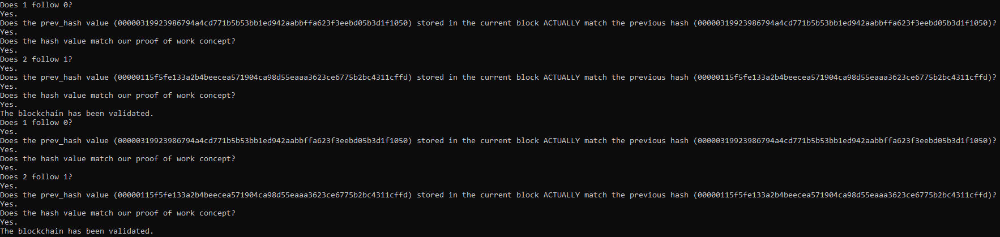 Does 1 follow 0?
Yes.
Does the prev_hash value (00000319923986794a4cd771b5b53bb1ed942aabbffa623f3eebd05b3d1f1050) stored in the current block ACTUALLY match the previous hash (00000319923986794a4cd771b5b53bb1ed942aabbffa623f3eebd05b3d1f1050)?
Yes.
Does the hash value match our proof of work concept?
Yes.
Does 2 follow 1?
Yes.
Does the prev_hash value (00000115f5fe133a2b4beecea571904ca98d55eaaa3623ce6775b2bc4311cffd) stored in the current block ACTUALLY match the previous hash (00000115f5fe133a2b4beecea571904ca98d55eaaa3623ce6775b2bc4311cffd)?
Yes.
Does the hash value match our proof of work concept?
Yes.
The blockchain has been validated.
Does 1 follow 0?
Yes.
Does the prev_hash value (00000319923986794a4cd771b5b53bb1ed942aabbffa623f3eebd05b3d1f1050) stored in the current block ACTUALLY match the previous hash (00000319923986794a4cd771b5b53bb1ed942aabbffa623f3eebd05b3d1f1050)?
Yes.
Does the hash value match our proof of work concept?
Yes.
Does 2 follow 1?
Yes.
Does the prev_hash value (00000115f5fe133a2b4beecea571904ca98d55eaaa3623ce6775b2bc4311cffd) stored in the current block ACTUALLY match the previous hash (00000115f5fe133a2b4beecea571904ca98d55eaaa3623ce6775b2bc4311cffd)?
Yes.
Does the hash value match our proof of work concept?
Yes.
The blockchain has been validated.